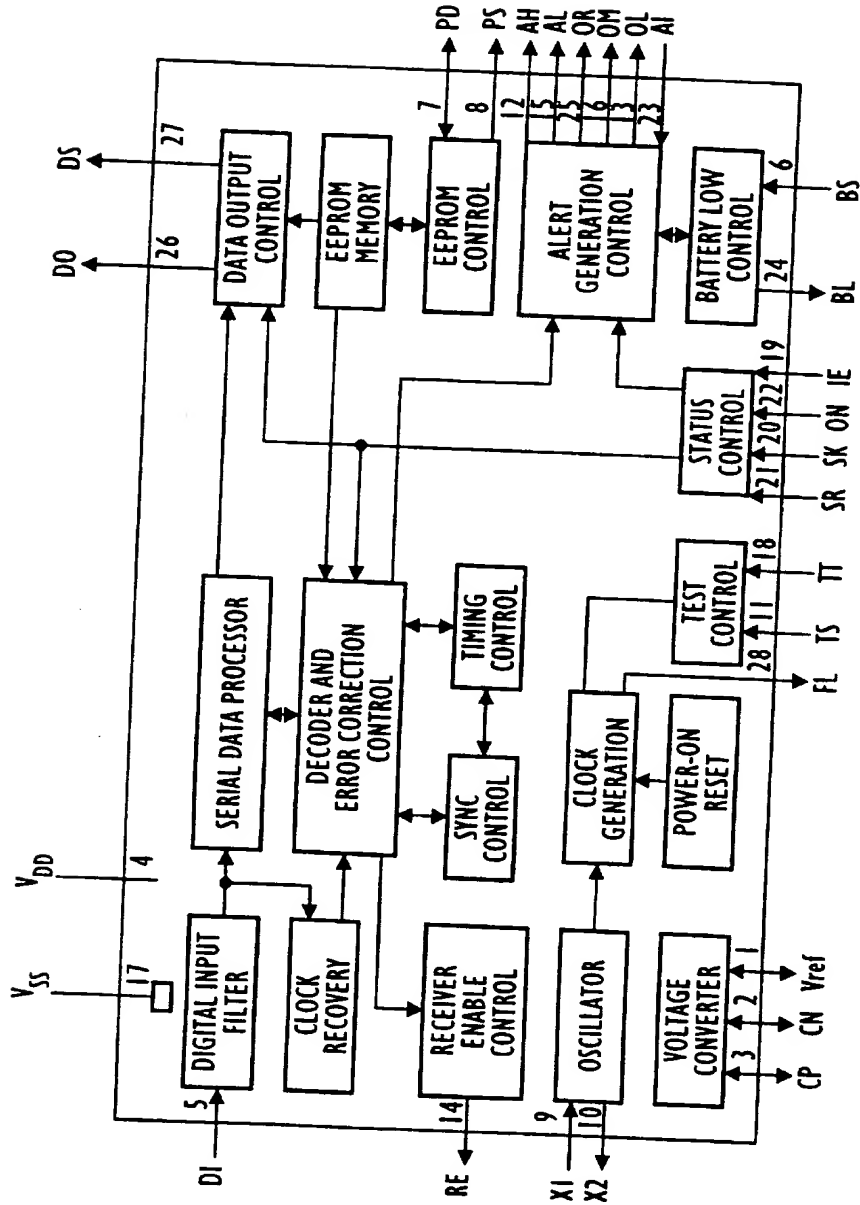 VSS
VDD
DO
DS
17
4
26
27
DI
5
DIGITAL INPUT
FILTER
SERIAL DATA PROCESSOR
DATA OUTPUT
CONTROL
CLOCK
RECOVERY
DECODER AND
ERROR CORRECTION
CONTROL
EEPROM
MEMORY
RE
14
RECEIVER
ENABLE
CONTROL
SYNC
CONTROL
TIMING
CONTROL
EEPROM
CONTROL
7
PD
8
PS
X1
9
X2
10
OSCILLATOR
CLOCK
GENERATION
ALERT
GENERATION
CONTROL
12
AH
15
AL
25
OR
16
OM
13
OL
23
AI
VOLTAGE
CONVERTER
POWER-ON
RESET
TEST
CONTROL
STATUS
CONTROL
BATTERY LOW
CONTROL
3
2
1
28
11
18
21
20
22
19
24
6
CP
CN
Vref
FL
TS
TT
SR
SK
ON
IE
BL
BS